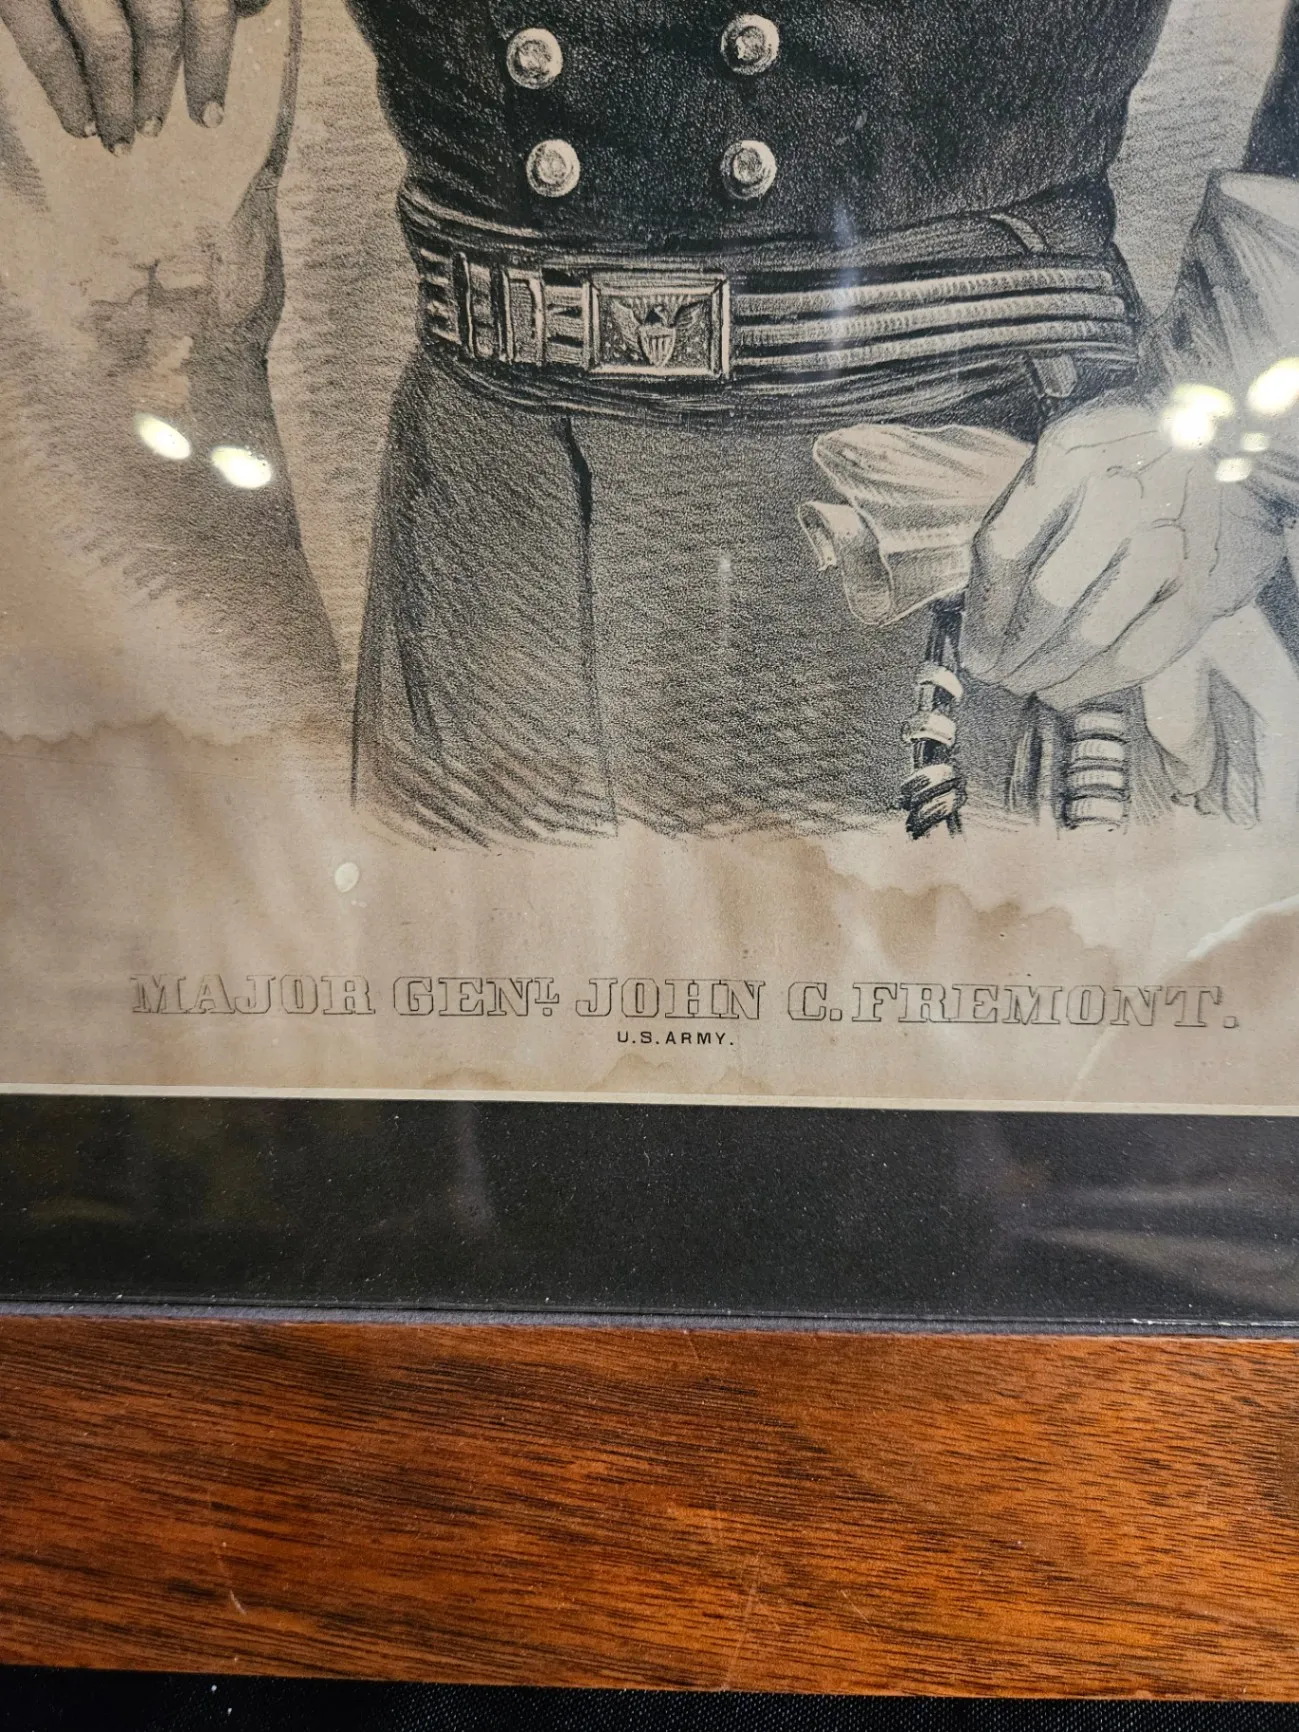 MAJOR GENL. JOHN C. FREMONT.
U.S. ARMY.